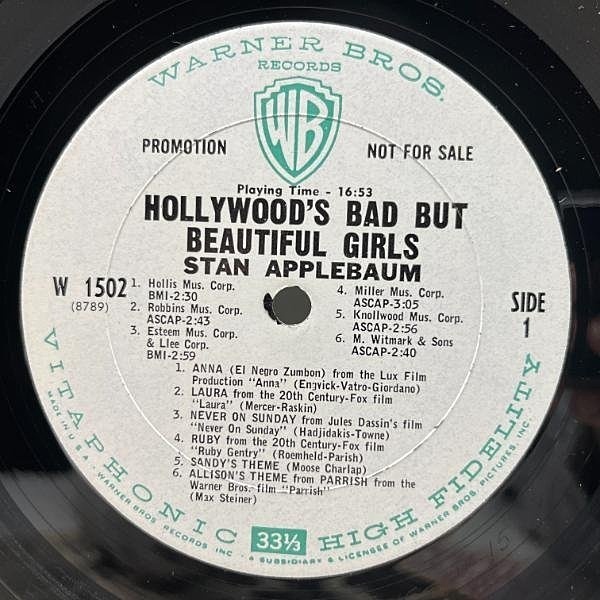 WARNER BROS.
RECORDS
WB
PROMOTION
NOT FOR SALE
Playing Time - 16:53
HOLLYWOOD'S BAD BUT
BEAUTIFUL GIRLS
STAN APPLEBAUM
W 1502
(8789)
1. Hollis Mus. Corp.
BMI-2:30
2. Robbins Mus. Corp.
ASCAP-2:43
3. Esteem Mus. Corp.
& Llee Corp.
BMI-2:59
4. Miller Mus. Corp.
ASCAP-3:05
5. Knollwood Mus. Corp.
ASCAP-2:56
6. M. Witmark & Sons
ASCAP-2:40
SIDE
1
1. ANNA (El Negro Zumbon) from the Lux Film
Production "Anna" (Engvick-Vatro-Giordano)
2. LAURA from the 20th Century-Fox film
"Laura" (Mercer-Raskin)
3. NEVER ON SUNDAY from Jules Dassin's film
"Never On Sunday" (Hadjidakis-Towne)
4. RUBY from the 20th Century-Fox film
"Ruby Gentry" (Roemheld-Parish)
5. SANDY'S THEME (Moose Charlap)
6. ALLISON'S THEME from PARRISH from the
Warner Bros. film "Parrish"
(Max Steiner)
VITAPHONIC HIGH FIDELITY
33⅓
MADE IN U.S.A. WARNER BROS. RECORDS INC. A SUBSIDIARY & LICENSEE OF WARNER BROS. PICTURES INC.